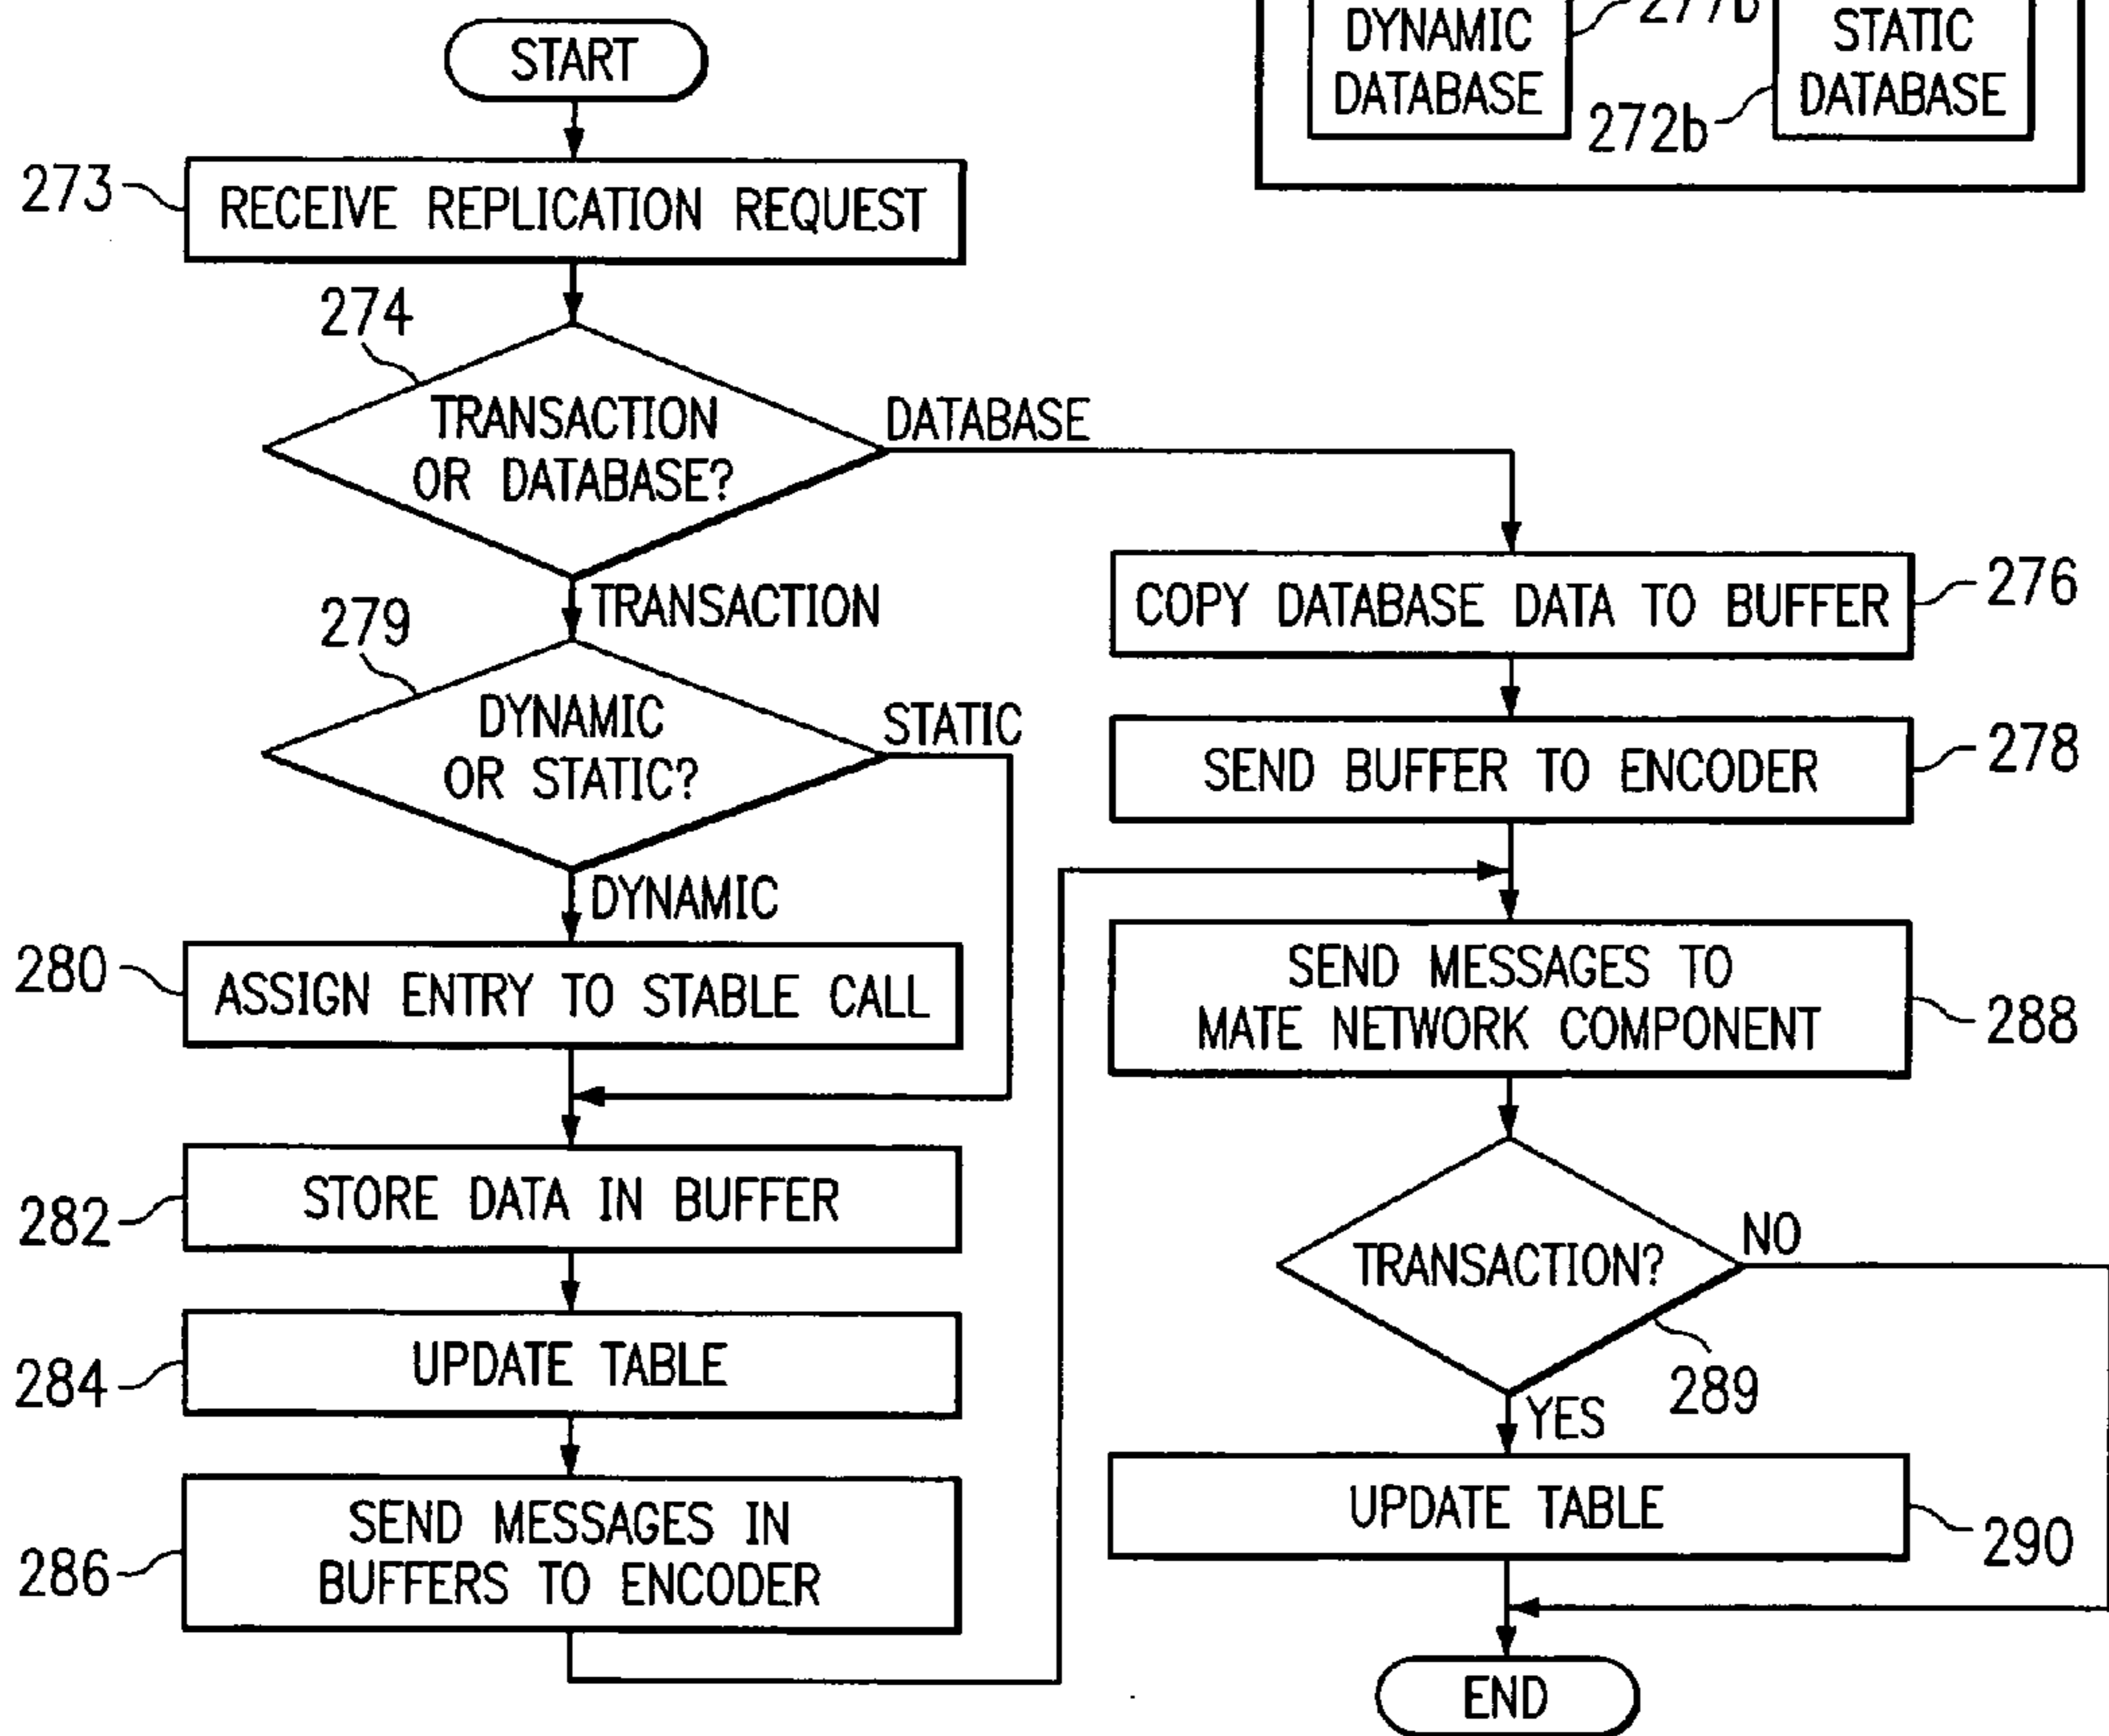 START
273
RECEIVE REPLICATION REQUEST
274
TRANSACTION
OR DATABASE?
DATABASE
TRANSACTION
279
DYNAMIC
OR STATIC?
STATIC
DYNAMIC
280
ASSIGN ENTRY TO STABLE CALL
282
STORE DATA IN BUFFER
284
UPDATE TABLE
286
SEND MESSAGES IN
BUFFERS TO ENCODER
277b
DYNAMIC
DATABASE
272b
STATIC
DATABASE
COPY DATABASE DATA TO BUFFER
276
SEND BUFFER TO ENCODER
278
SEND MESSAGES TO
MATE NETWORK COMPONENT
288
TRANSACTION?
NO
289
YES
UPDATE TABLE
290
END